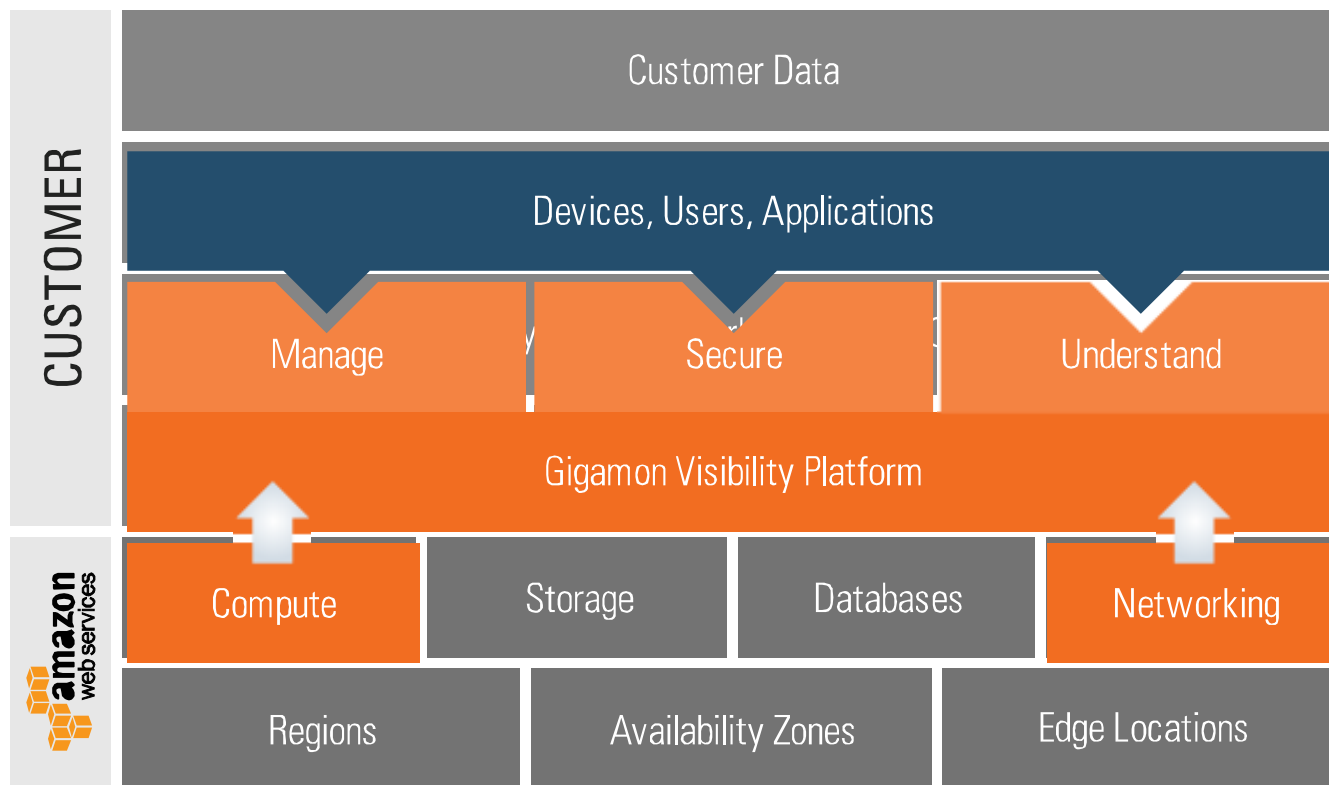 CUSTOMER
Customer Data
Devices, Users, Applications
Manage
Secure
Understand
Gigamon Visibility Platform
amazon
web services
Compute
Storage
Databases
Networking
Regions
Availability Zones
Edge Locations